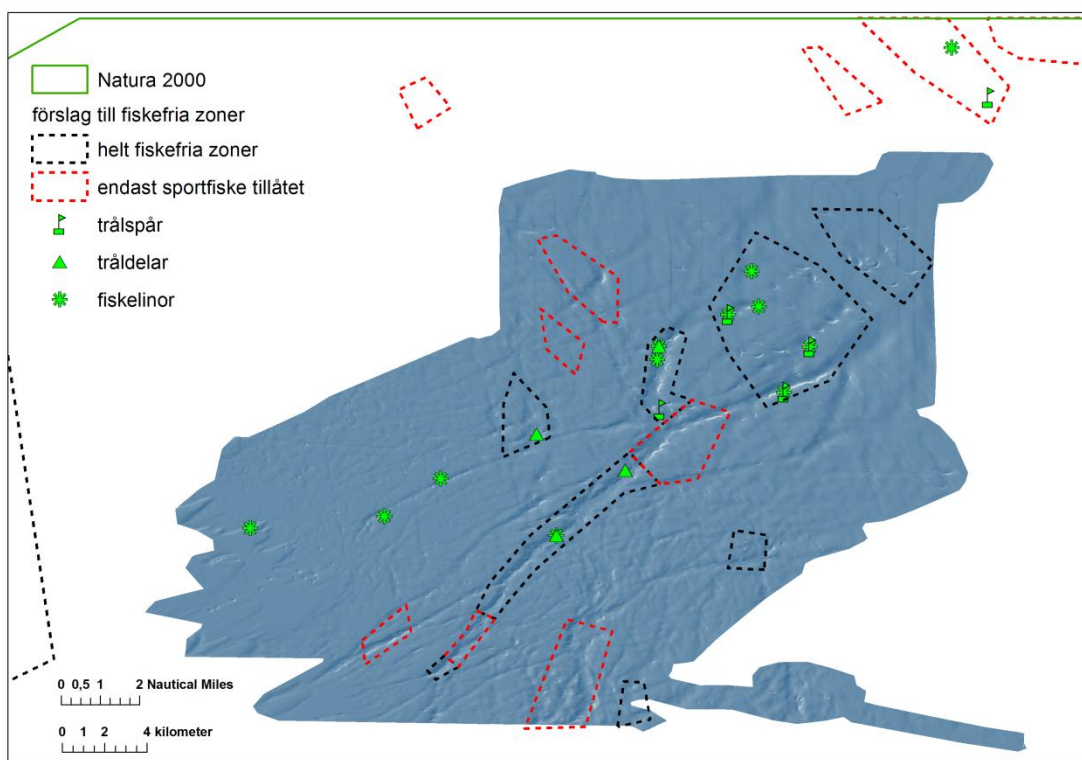 Natura 2000
förslag till fiskefria zoner
helt fiskefria zoner
endast sportfiske tillåtet
trålspår
tråldelar
fiskelinor
0 0,5 1 2 Nautical Miles
0 1 2 4 kilometer